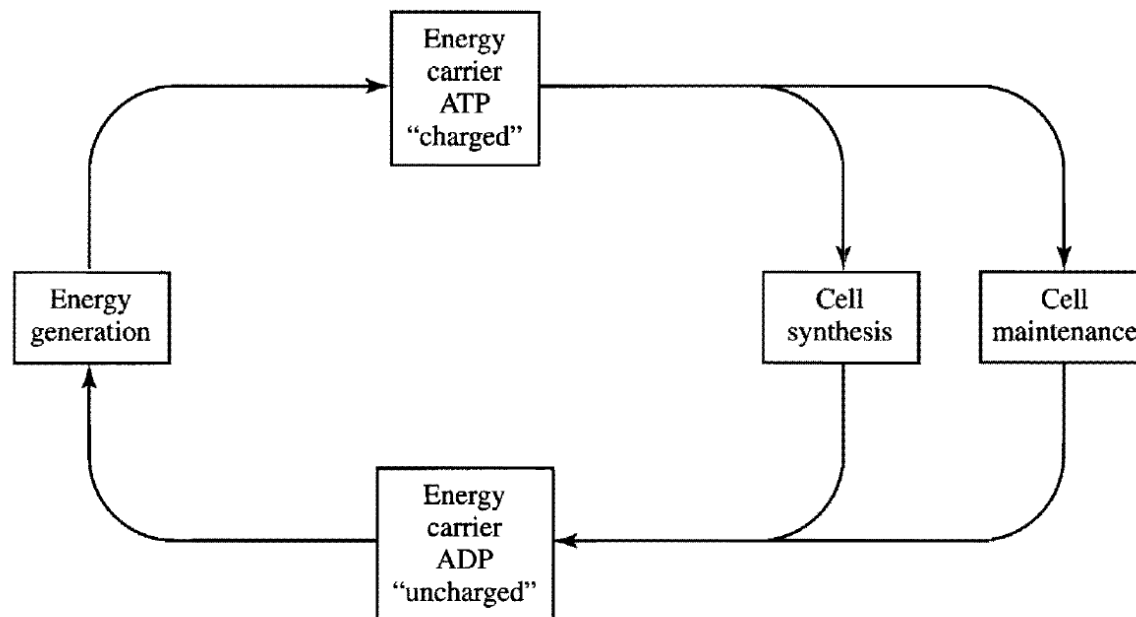 Energy
carrier
ATP
“charged”
Energy
generation
Cell
synthesis
Cell
maintenance
Energy
carrier
ADP
“uncharged”